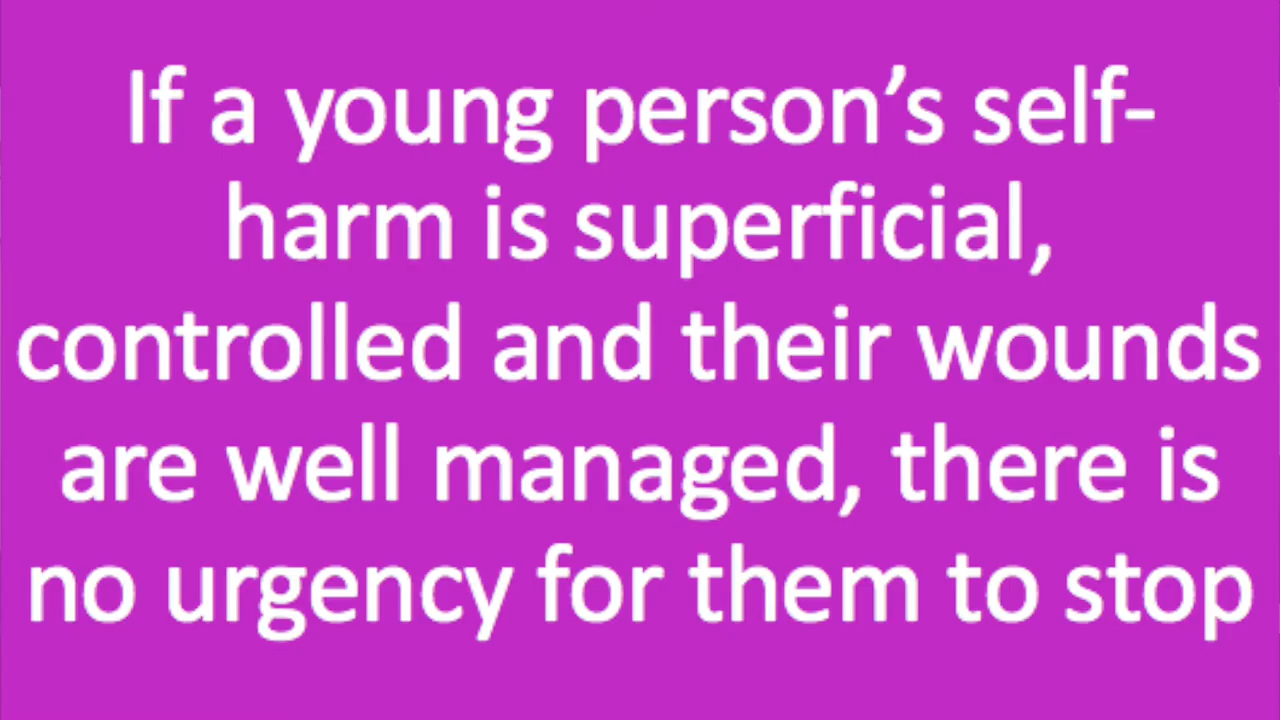 If a young person’s self-
harm is superficial,
controlled and their wounds
are well managed, there is
no urgency for them to stop